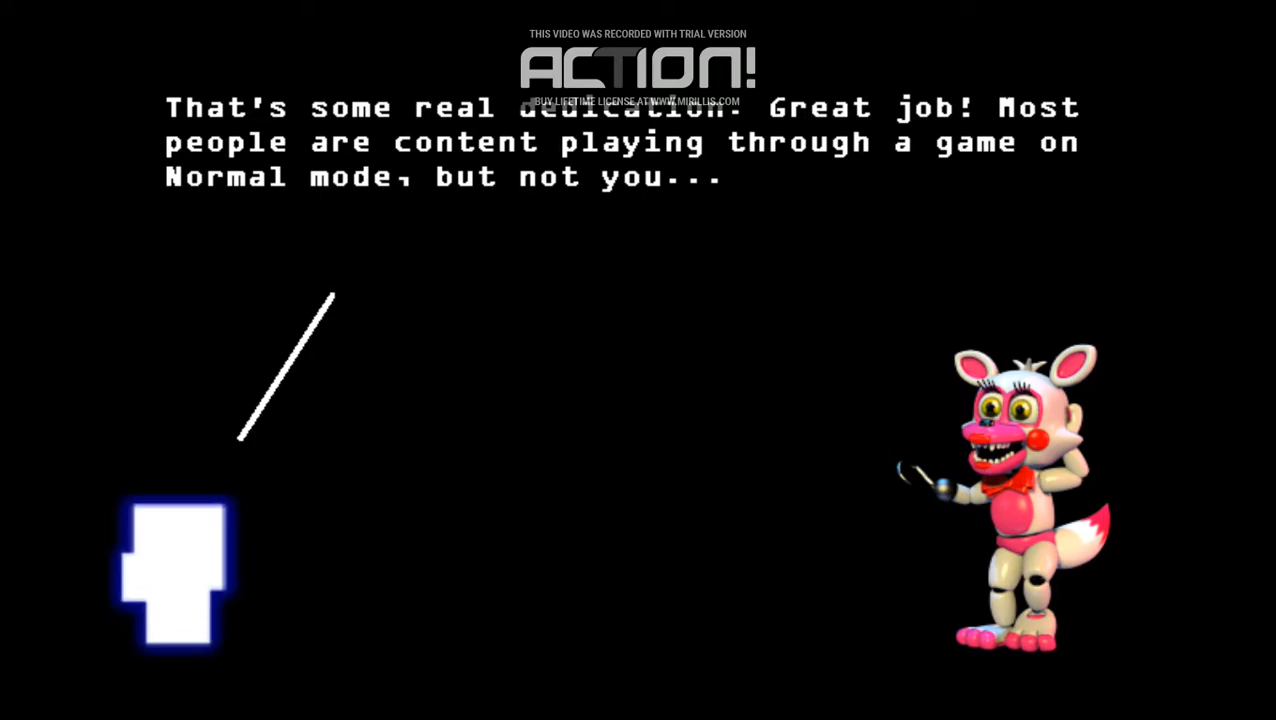 THIS VIDEO WAS RECORDED WITH TRIAL VERSION
ACTION!
BUY LIFETIME LICENSE AT WWW.MIRILLIS.COM
That's some real dedication. Great job! Most
people are content playing through a game on
Normal mode, but not you...